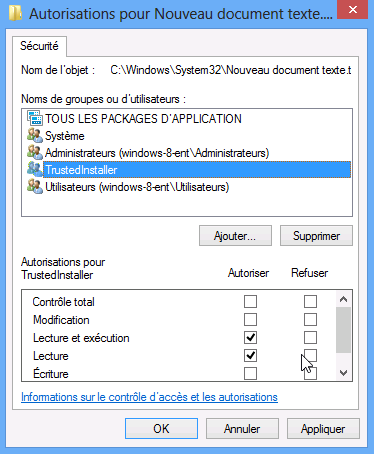 Autorisations pour Nouveau document texte....
Sécurité
Nom de l'objet : C:\Windows\System32\Nouveau document texte.t
Noms de groupes ou d'utilisateurs :
TOUS LES PACKAGES D'APPLICATION
Système
Administrateurs (windows-8-ent\Administrateurs)
TrustedInstaller
Utilisateurs (windows-8-ent\Utilisateurs)
Ajouter... Supprimer
Autorisations pour
TrustedInstaller Autoriser Refuser
Contrôle total
Modification
Lecture et exécution
Lecture
Écriture
Informations sur le contrôle d'accès et les autorisations
OK Annuler Appliquer